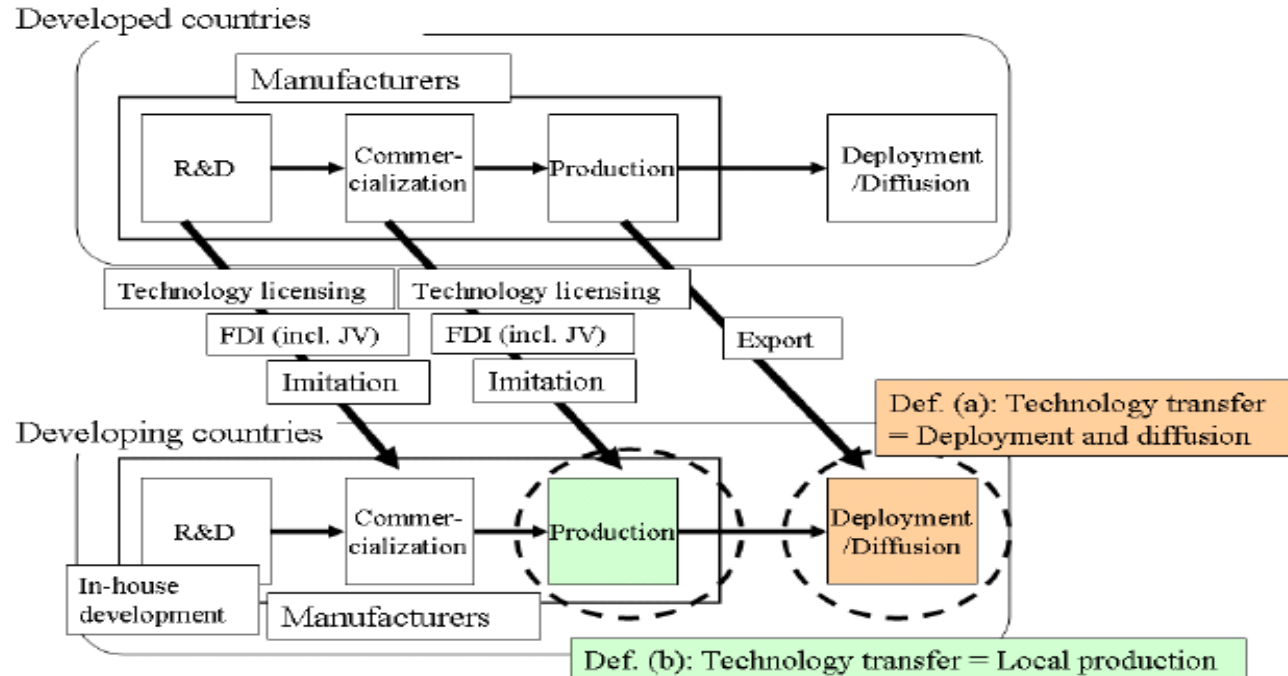 Developed countries
Manufacturers
R&D
Commer-
cialization
Production
Deployment
/Diffusion
Technology licensing
Technology licensing
FDI (incl. JV)
FDI (incl. JV)
Export
Imitation
Imitation
Def. (a): Technology transfer
= Deployment and diffusion
Developing countries
R&D
Commer-
cialization
Production
Deployment
/Diffusion
In-house
development
Manufacturers
Def. (b): Technology transfer = Local production